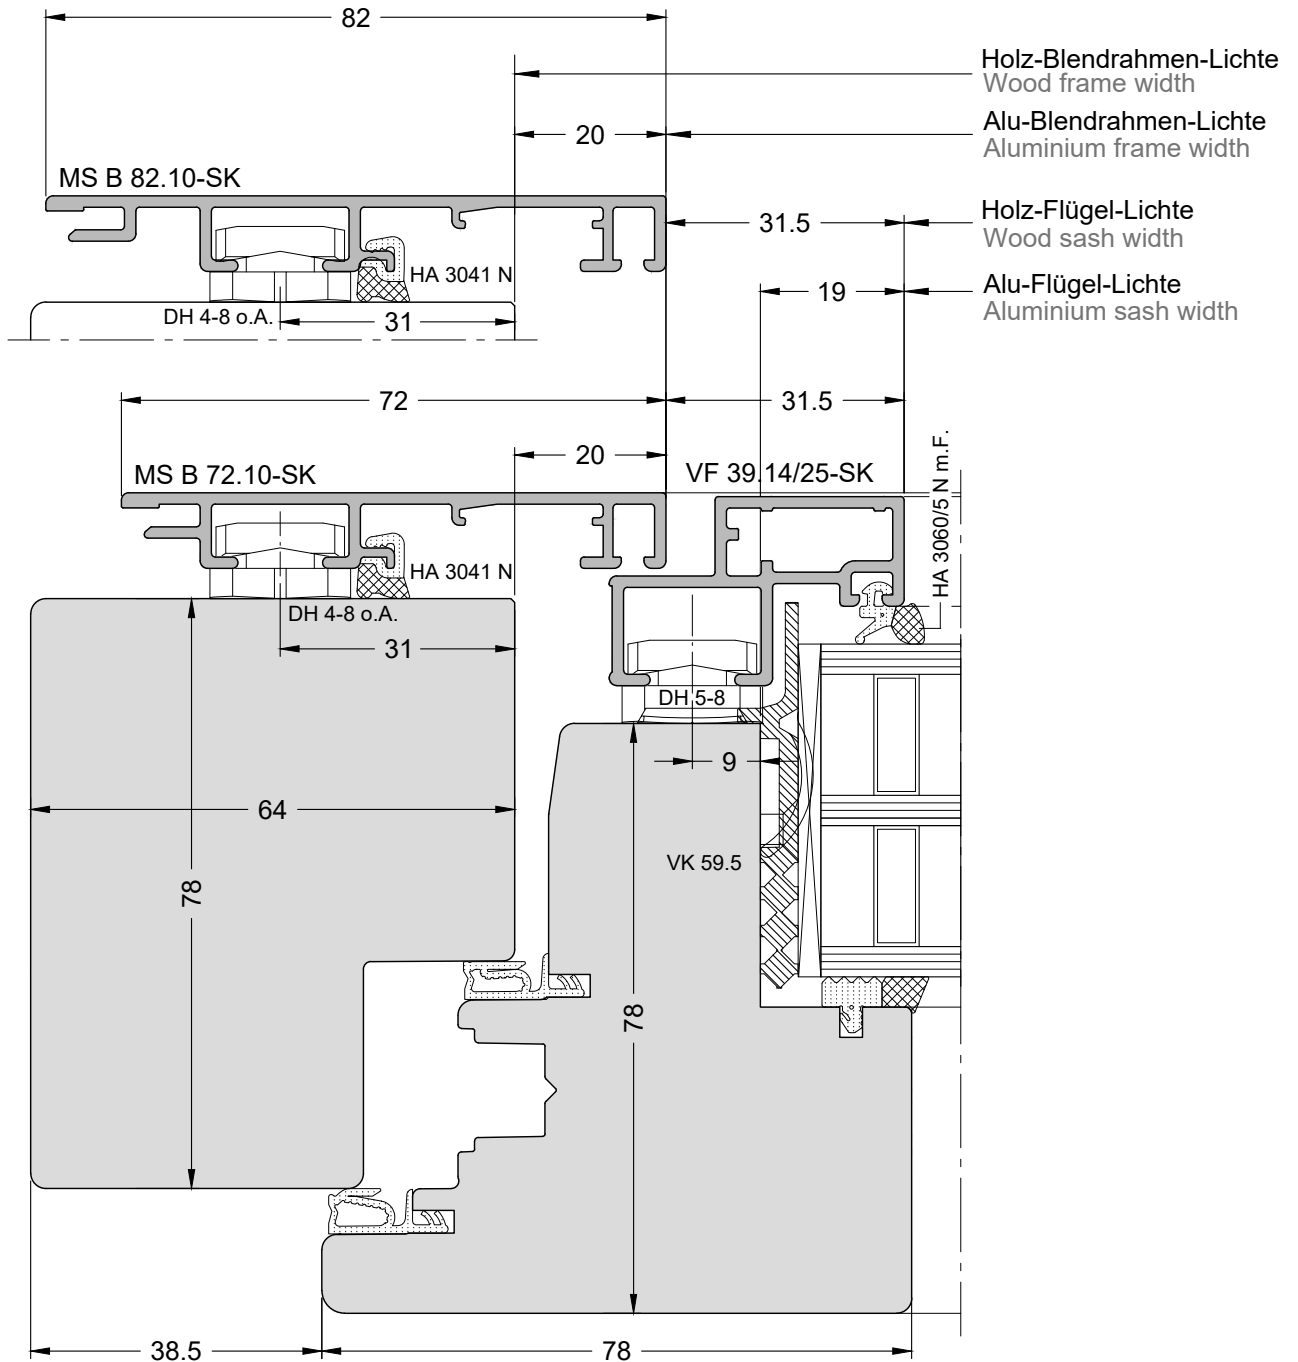 82
Holz-Blendrahmen-Lichte
Wood frame width
20
Alu-Blendrahmen-Lichte
Aluminium frame width
MS B 82.10-SK
31.5
Holz-Flügel-Lichte
Wood sash width
HA 3041 N
19
Alu-Flügel-Lichte
Aluminium sash width
DH 4-8 o.A.
31
72
31.5
20
MS B 72.10-SK
VF 39.14/25-SK
HA 3060/5 N m.F.
HA 3041 N
DH 4-8 o.A.
31
DH 5-8
9
64
VK 59.5
78
78
38.5
78